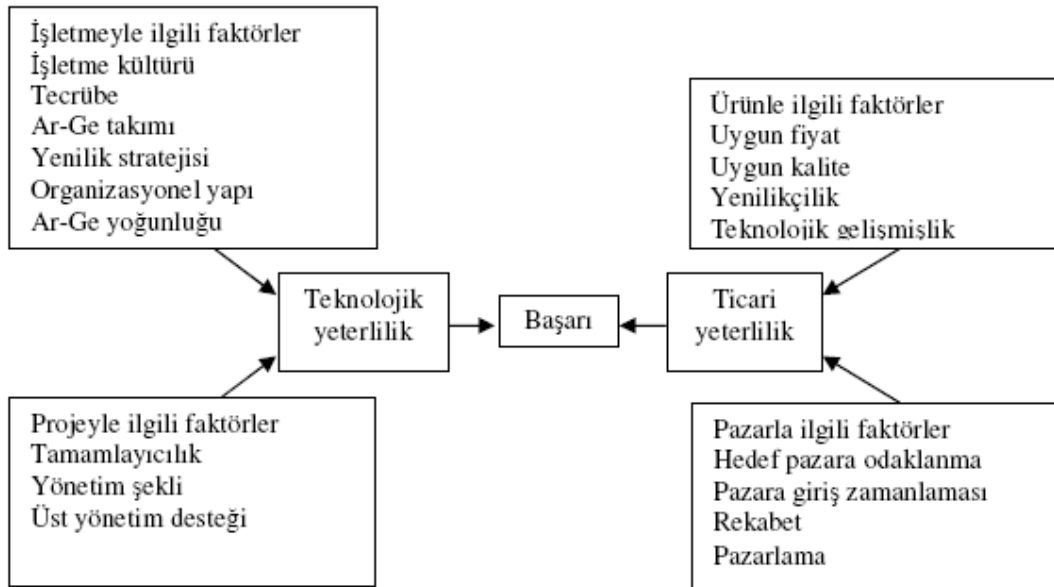 İşletmeyle ilgili faktörler
İşletme kültürü
Tecrübe
Ar-Ge takımı
Yenilik stratejisi
Organizasyonel yapı
Ar-Ge yoğunluğu
Ürünle ilgili faktörler
Uygun fiyat
Uygun kalite
Yenilikçilik
Teknolojik gelişmişlik
Teknolojik
yeterlilik
Başarı
Ticari
yeterlilik
Projeyle ilgili faktörler
Tamamlayıcılık
Yönetim şekli
Üst yönetim desteği
Pazarla ilgili faktörler
Hedef pazara odaklanma
Pazara giriş zamanlaması
Rekabet
Pazarlama